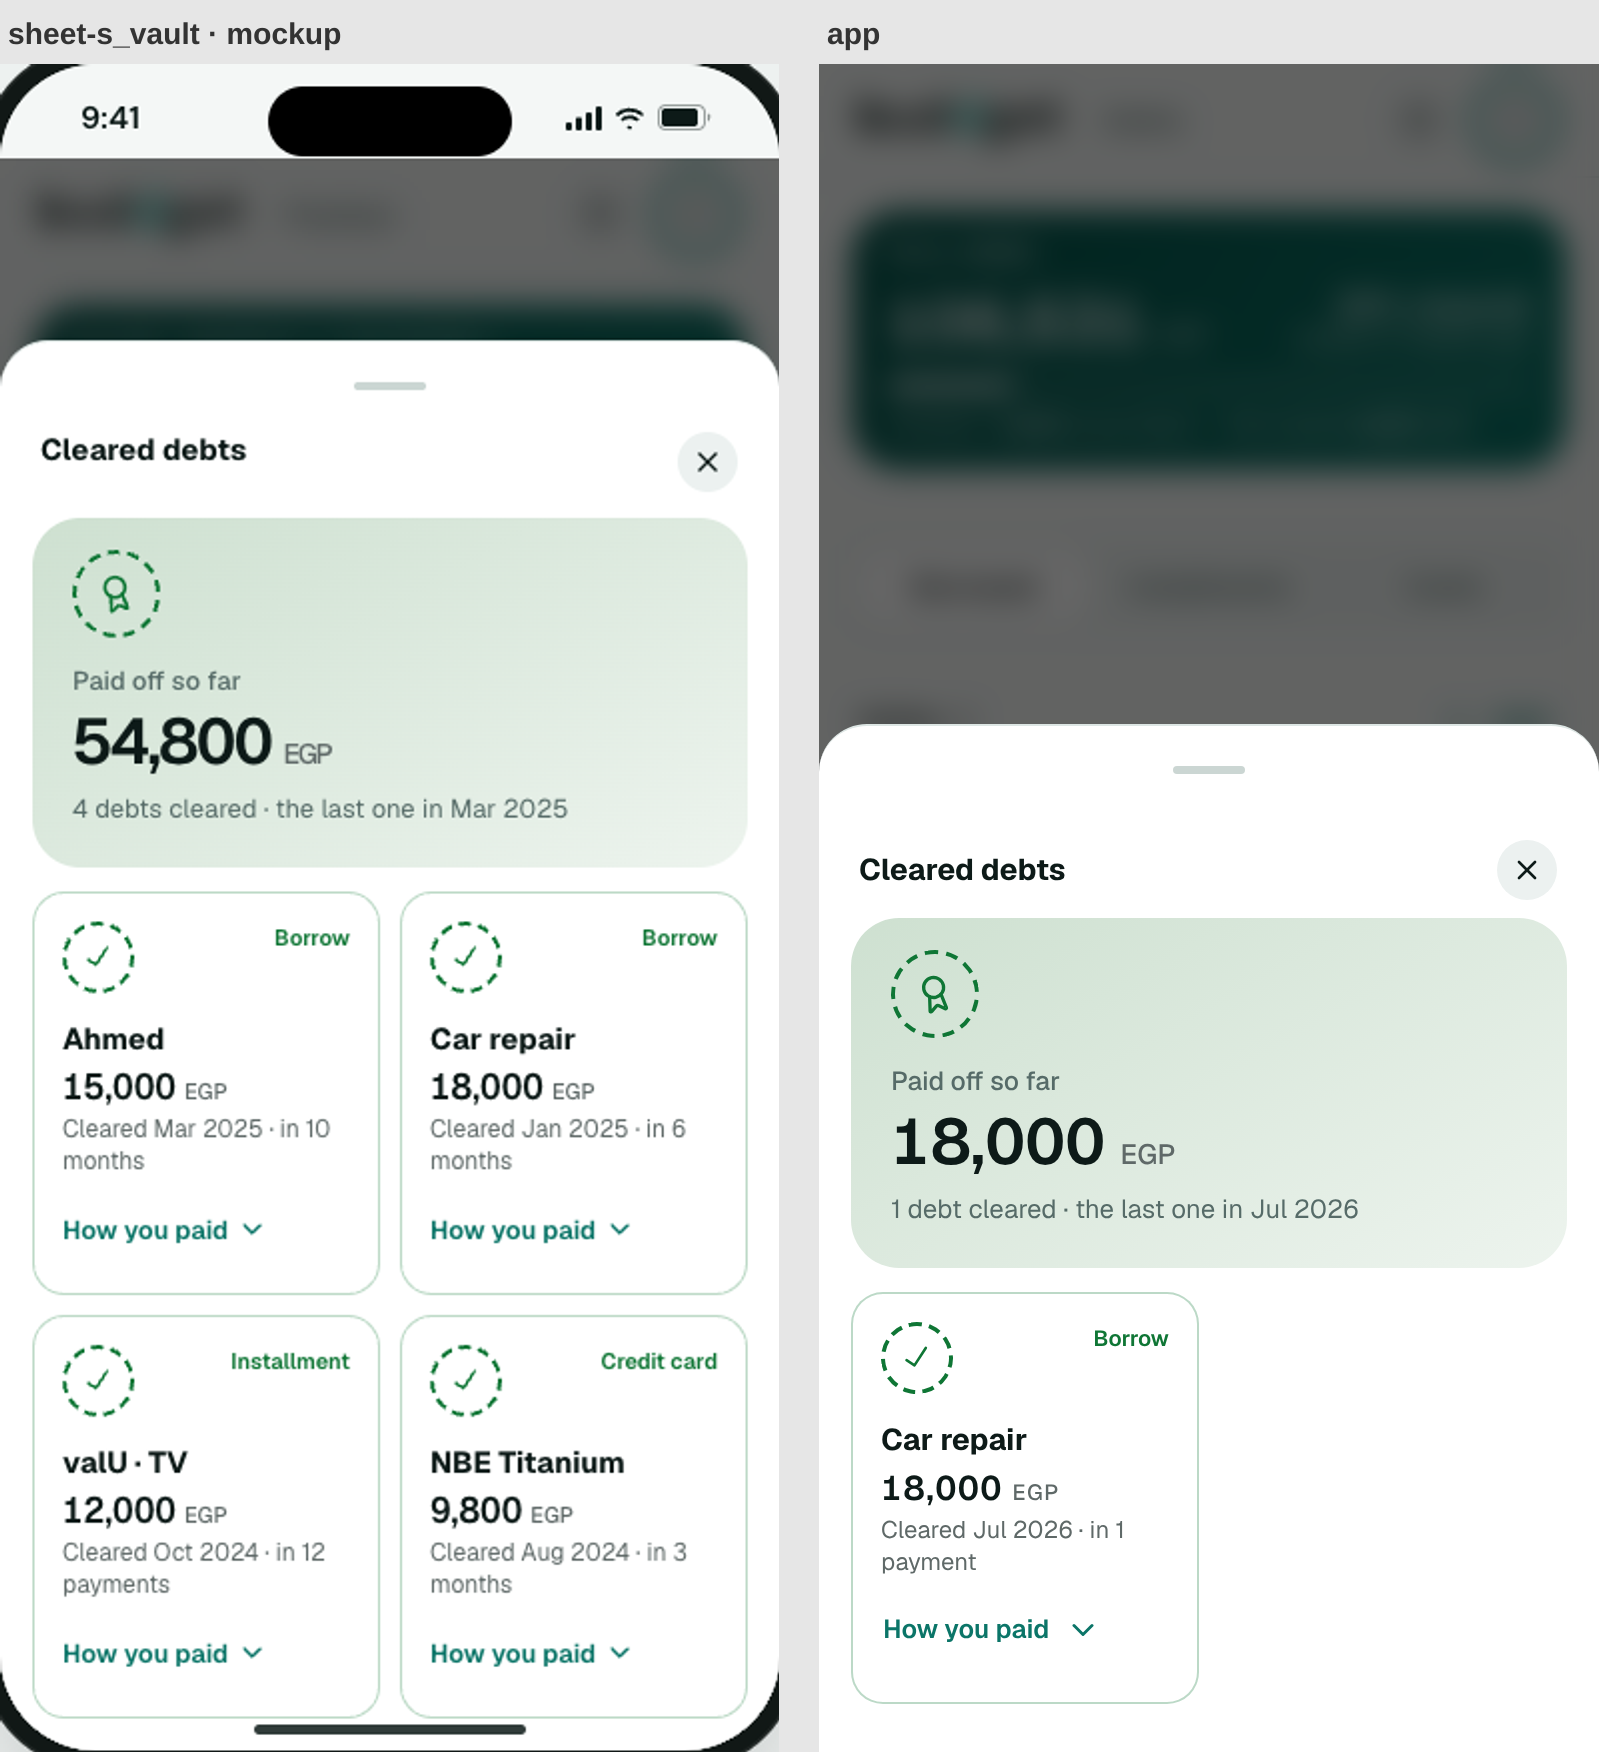 sheet-s_vault · mockup
9:41
Cleared debts
Paid off so far
54,800 EGP
4 debts cleared · the last one in Mar 2025
Borrow
Ahmed
15,000 EGP
Cleared Mar 2025 · in 10
months
How you paid
Borrow
Car repair
18,000 EGP
Cleared Jan 2025 · in 6
months
How you paid
Installment
valU · TV
12,000 EGP
Cleared Oct 2024 · in 12
payments
How you paid
Credit card
NBE Titanium
9,800 EGP
Cleared Aug 2024 · in 3
months
How you paid
app
Cleared debts
Paid off so far
18,000 EGP
1 debt cleared · the last one in Jul 2026
Borrow
Car repair
18,000 EGP
Cleared Jul 2026 · in 1
payment
How you paid